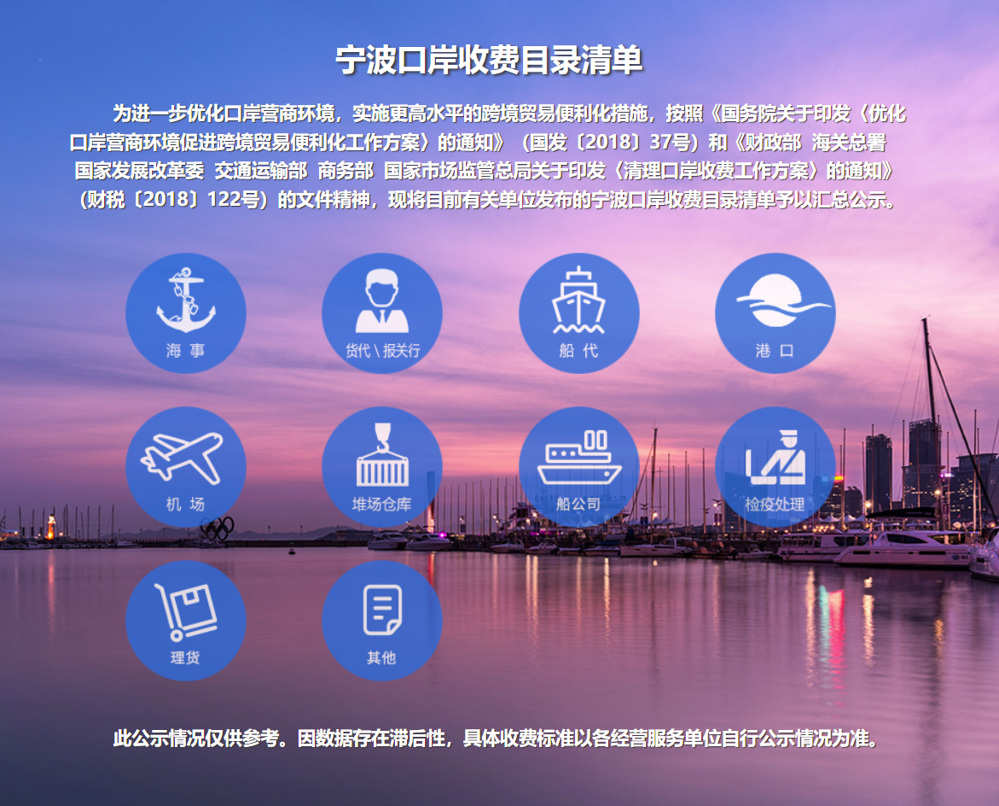 宁波口岸收费目录清单
为进一步优化口岸营商环境，实施更高水平的跨境贸易便利化措施，按照《国务院关于印发〈优化
口岸营商环境促进跨境贸易便利化工作方案〉的通知》（国发〔2018〕37号）和《财政部 海关总署
国家发展改革委 交通运输部 商务部 国家市场监管总局关于印发〈清理口岸收费工作方案〉的通知》
（财税〔2018〕122号）的文件精神，现将目前有关单位发布的宁波口岸收费目录清单予以汇总公示。
海 事
货代\报关行
船 代
港 口
机 场
堆场仓库
船公司
检疫处理
理货
其他
此公示情况仅供参考。因数据存在滞后性，具体收费标准以各经营服务单位自行公示情况为准。